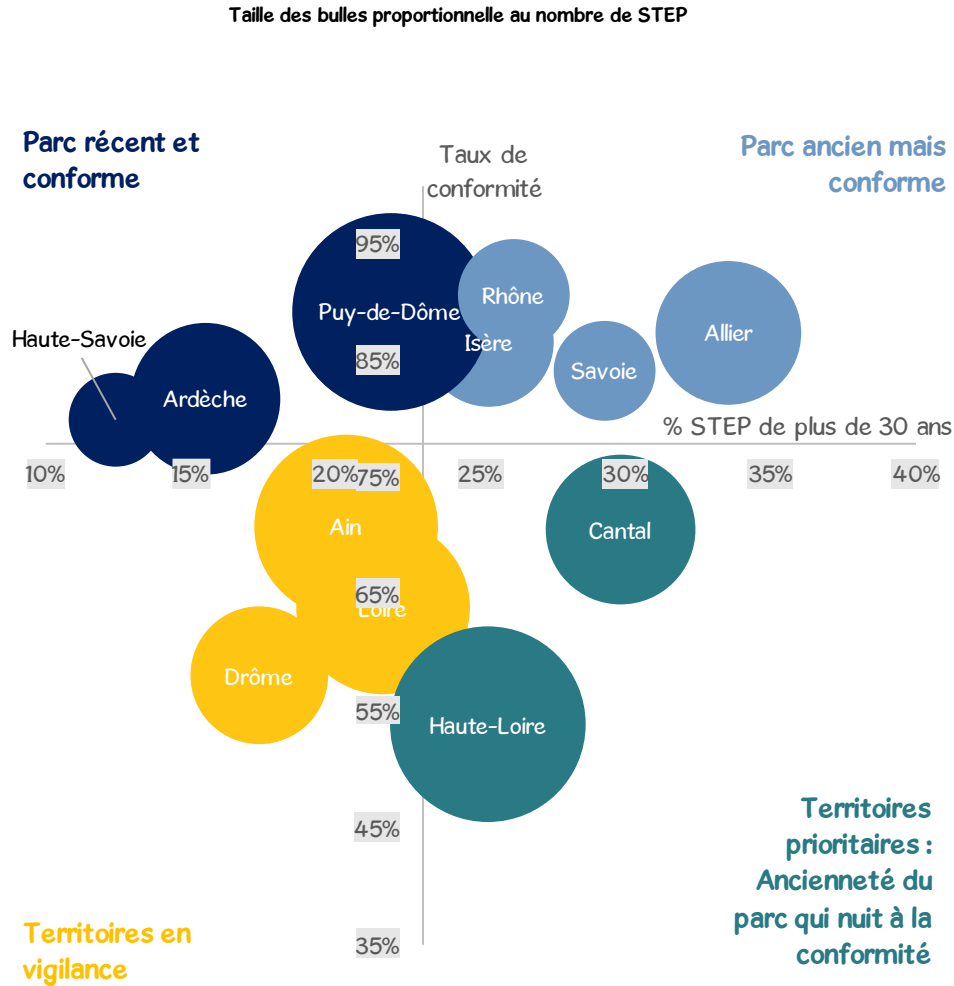 Taille des bulles proportionnelle au nombre de STEP
Parc récent et
conforme
Taux de
conformité
Parc ancien mais
conforme
95%
Rhône
Puy-de-Dôme
Haute-Savoie
Isère
Allier
85%
Savoie
Ardèche
% STEP de plus de 30 ans
10%
15%
20%
75%
25%
30%
35%
40%
Ain
Cantal
65%
Loire
Drôme
55%
Haute-Loire
45%
Territoires
prioritaires :
Ancienneté du
parc qui nuit à la
conformité
35%
Territoires en
vigilance